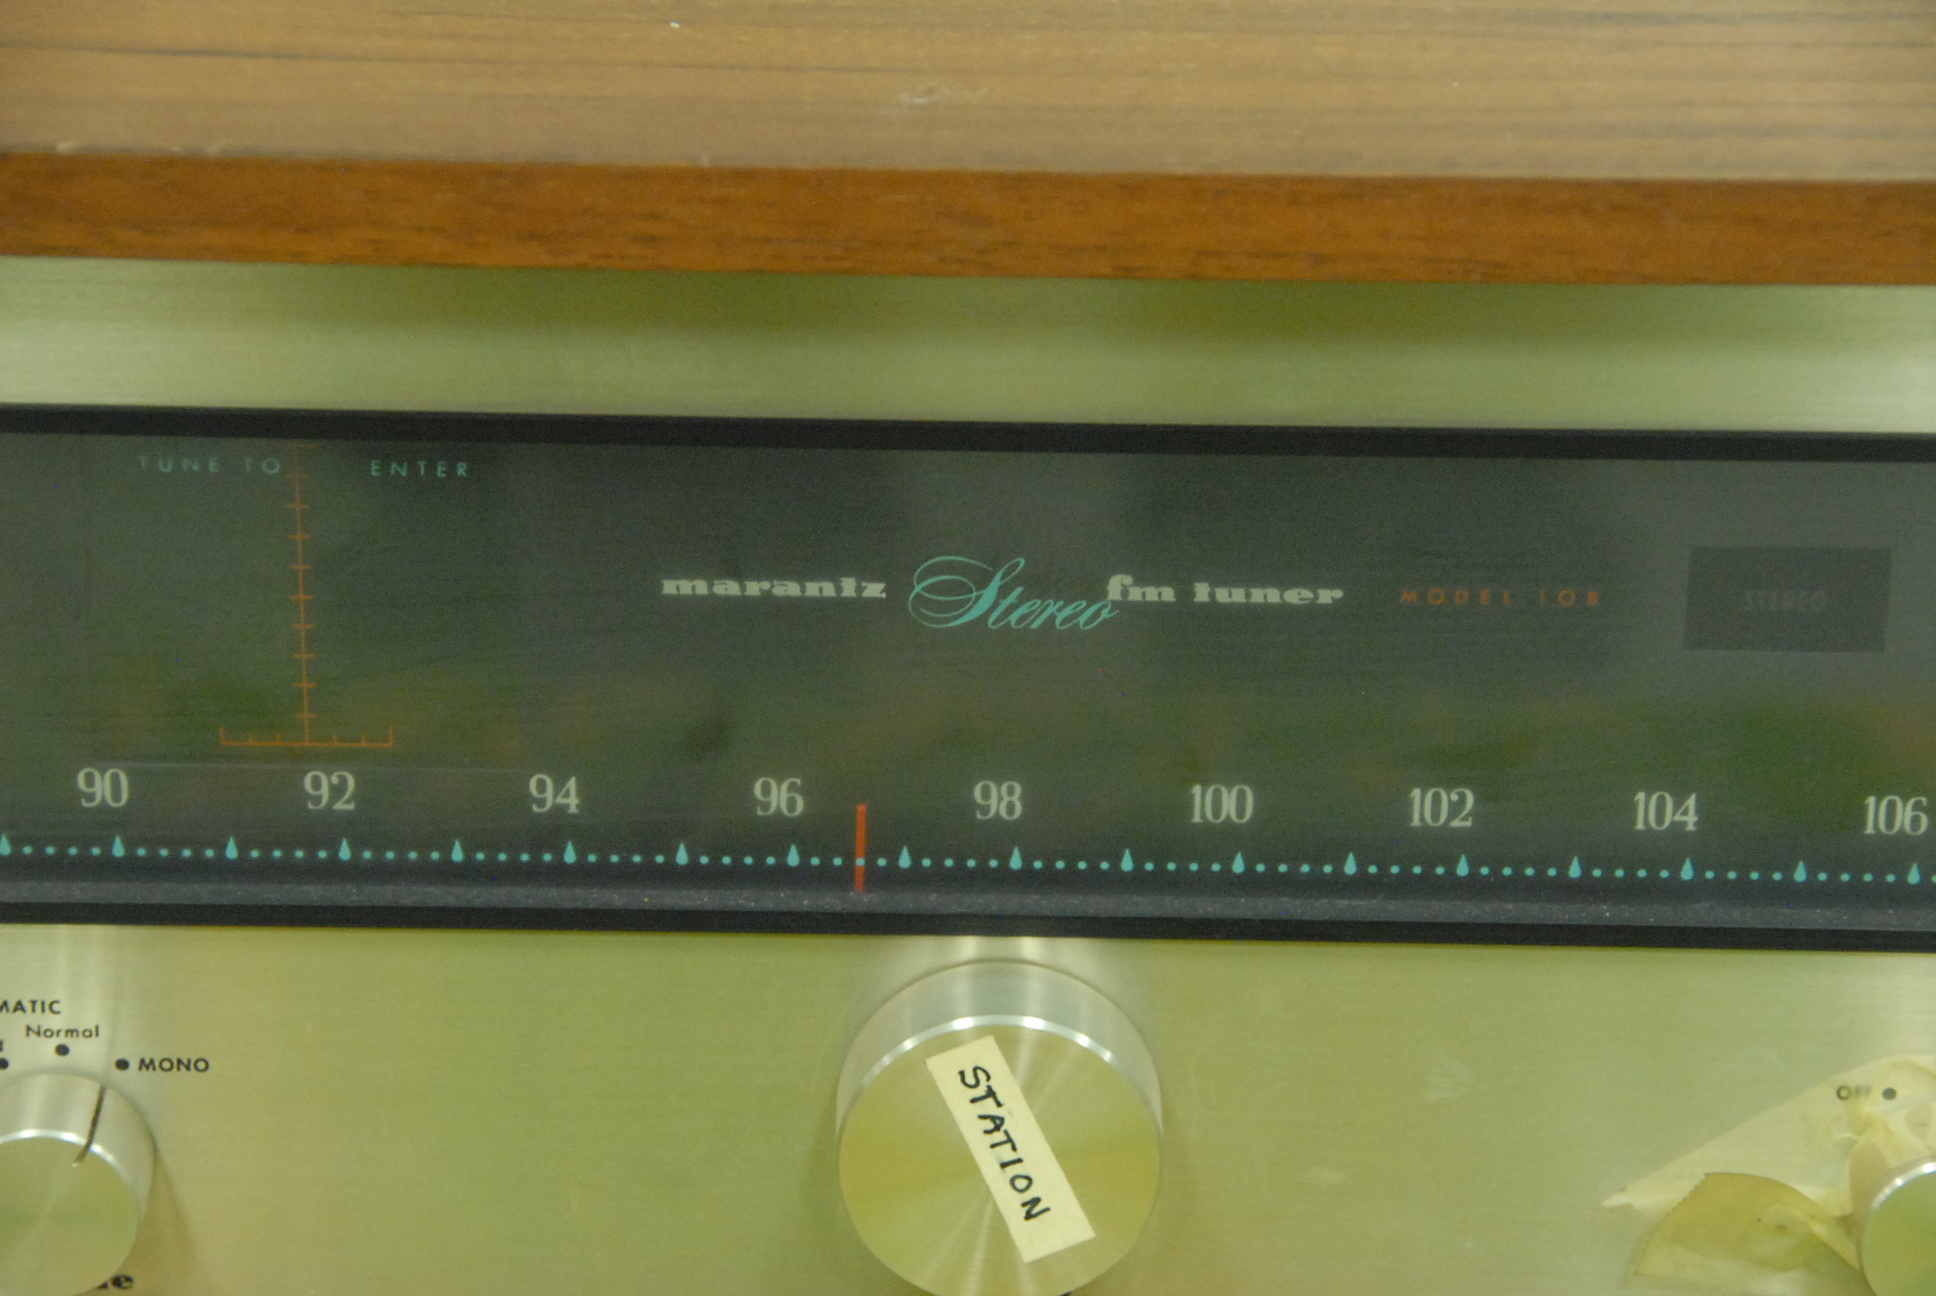 TUNE TO ENTER
marantz Stereo fm tuner MODEL 10B
90 92 94 96 98 100 102 104 106
MATIC
Normal
MONO
OFF
STATION